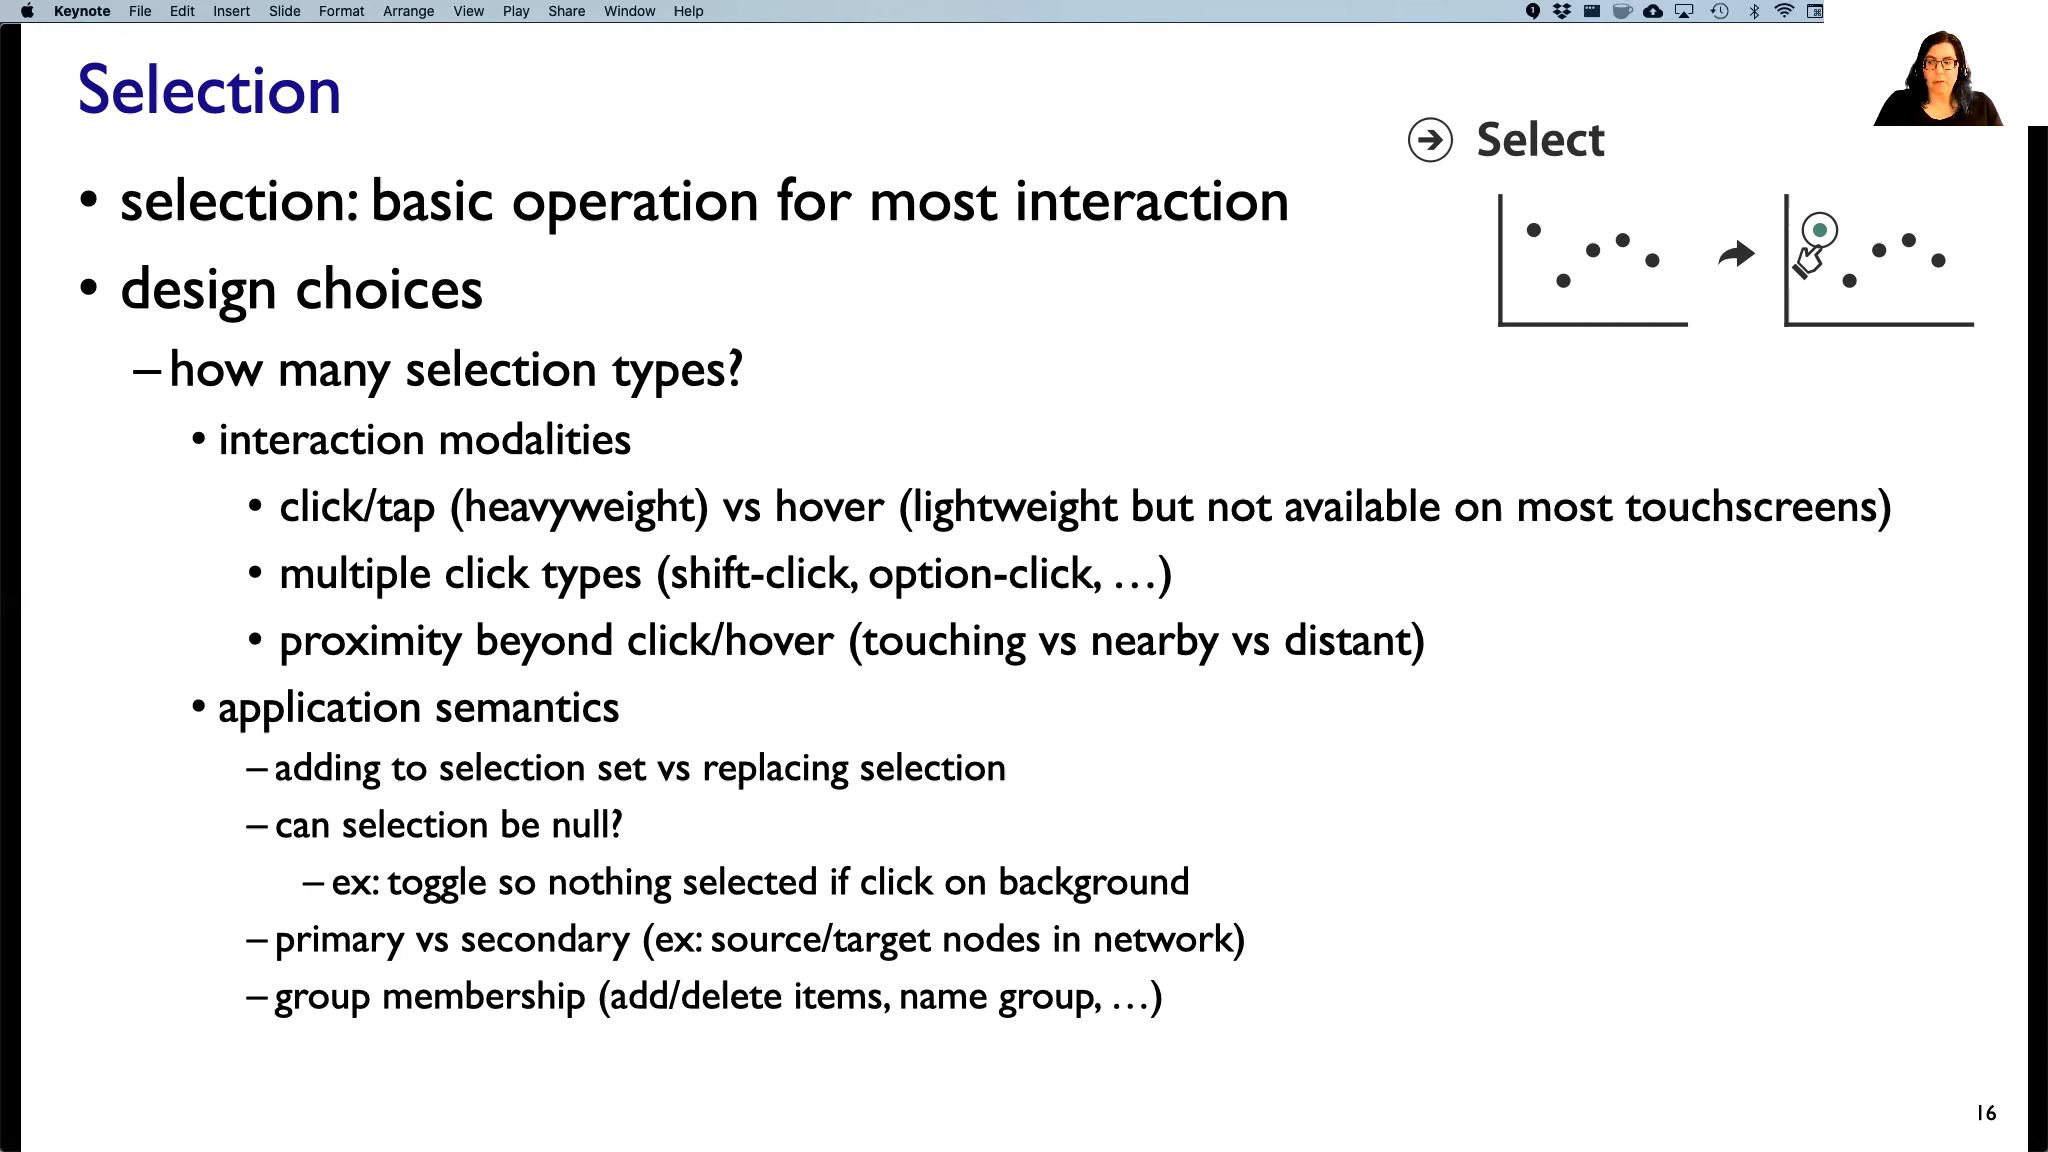 Keynote File Edit Insert Slide Format Arrange View Play Share Window Help
Selection
Select
• selection: basic operation for most interaction
• design choices
– how many selection types?
• interaction modalities
• click/tap (heavyweight) vs hover (lightweight but not available on most touchscreens)
• multiple click types (shift-click, option-click, …)
• proximity beyond click/hover (touching vs nearby vs distant)
• application semantics
– adding to selection set vs replacing selection
– can selection be null?
– ex: toggle so nothing selected if click on background
– primary vs secondary (ex: source/target nodes in network)
– group membership (add/delete items, name group, …)
16